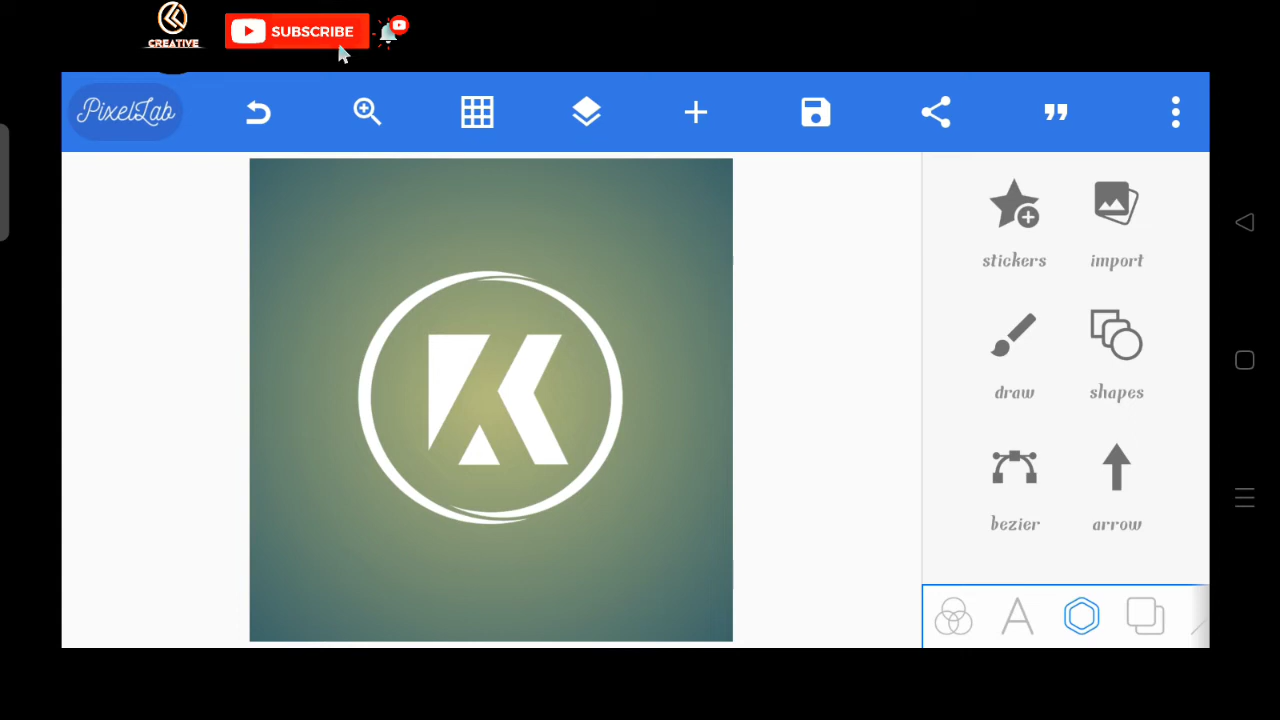 CREATIVE
SUBSCRIBE
PixelLab
K
stickers import
draw shapes
bezier arrow
A